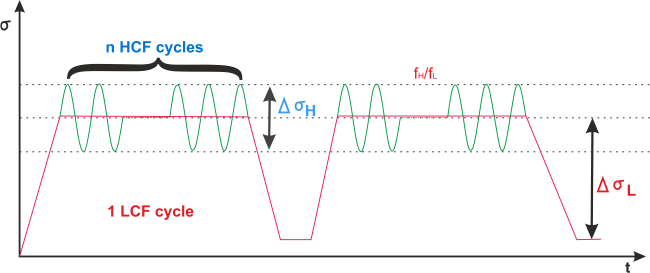 σ
n HCF cycles
fH/fL
Δ σH
Δ σL
1 LCF cycle
t